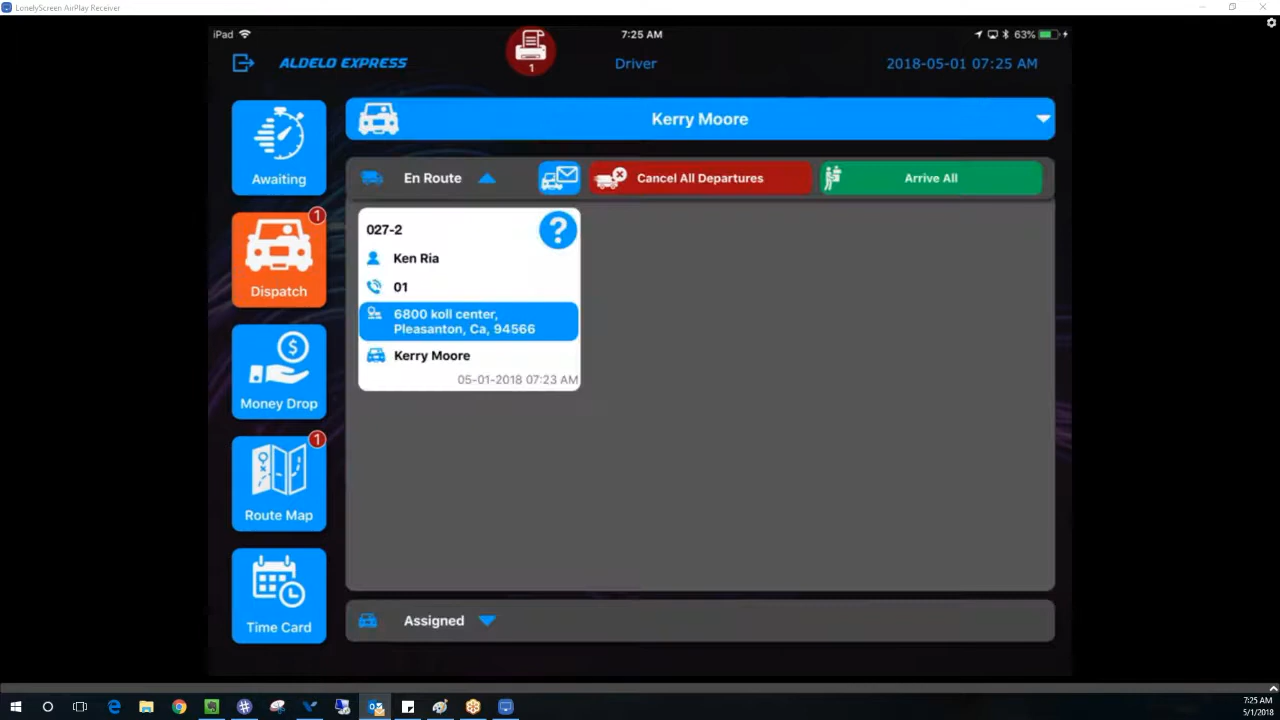 LonelyScreen AirPlay Receiver
iPad
7:25 AM
63%
1
ALDELO EXPRESS
Driver
2018-05-01 07:25 AM
Awaiting
Kerry Moore
En Route
Cancel All Departures
Arrive All
1
Dispatch
027-2
?
Ken Ria
01
6800 koll center,
Pleasanton, Ca, 94566
Kerry Moore
05-01-2018 07:23 AM
$
Money Drop
1
Route Map
Time Card
Assigned
7:25 AM
5/1/2018